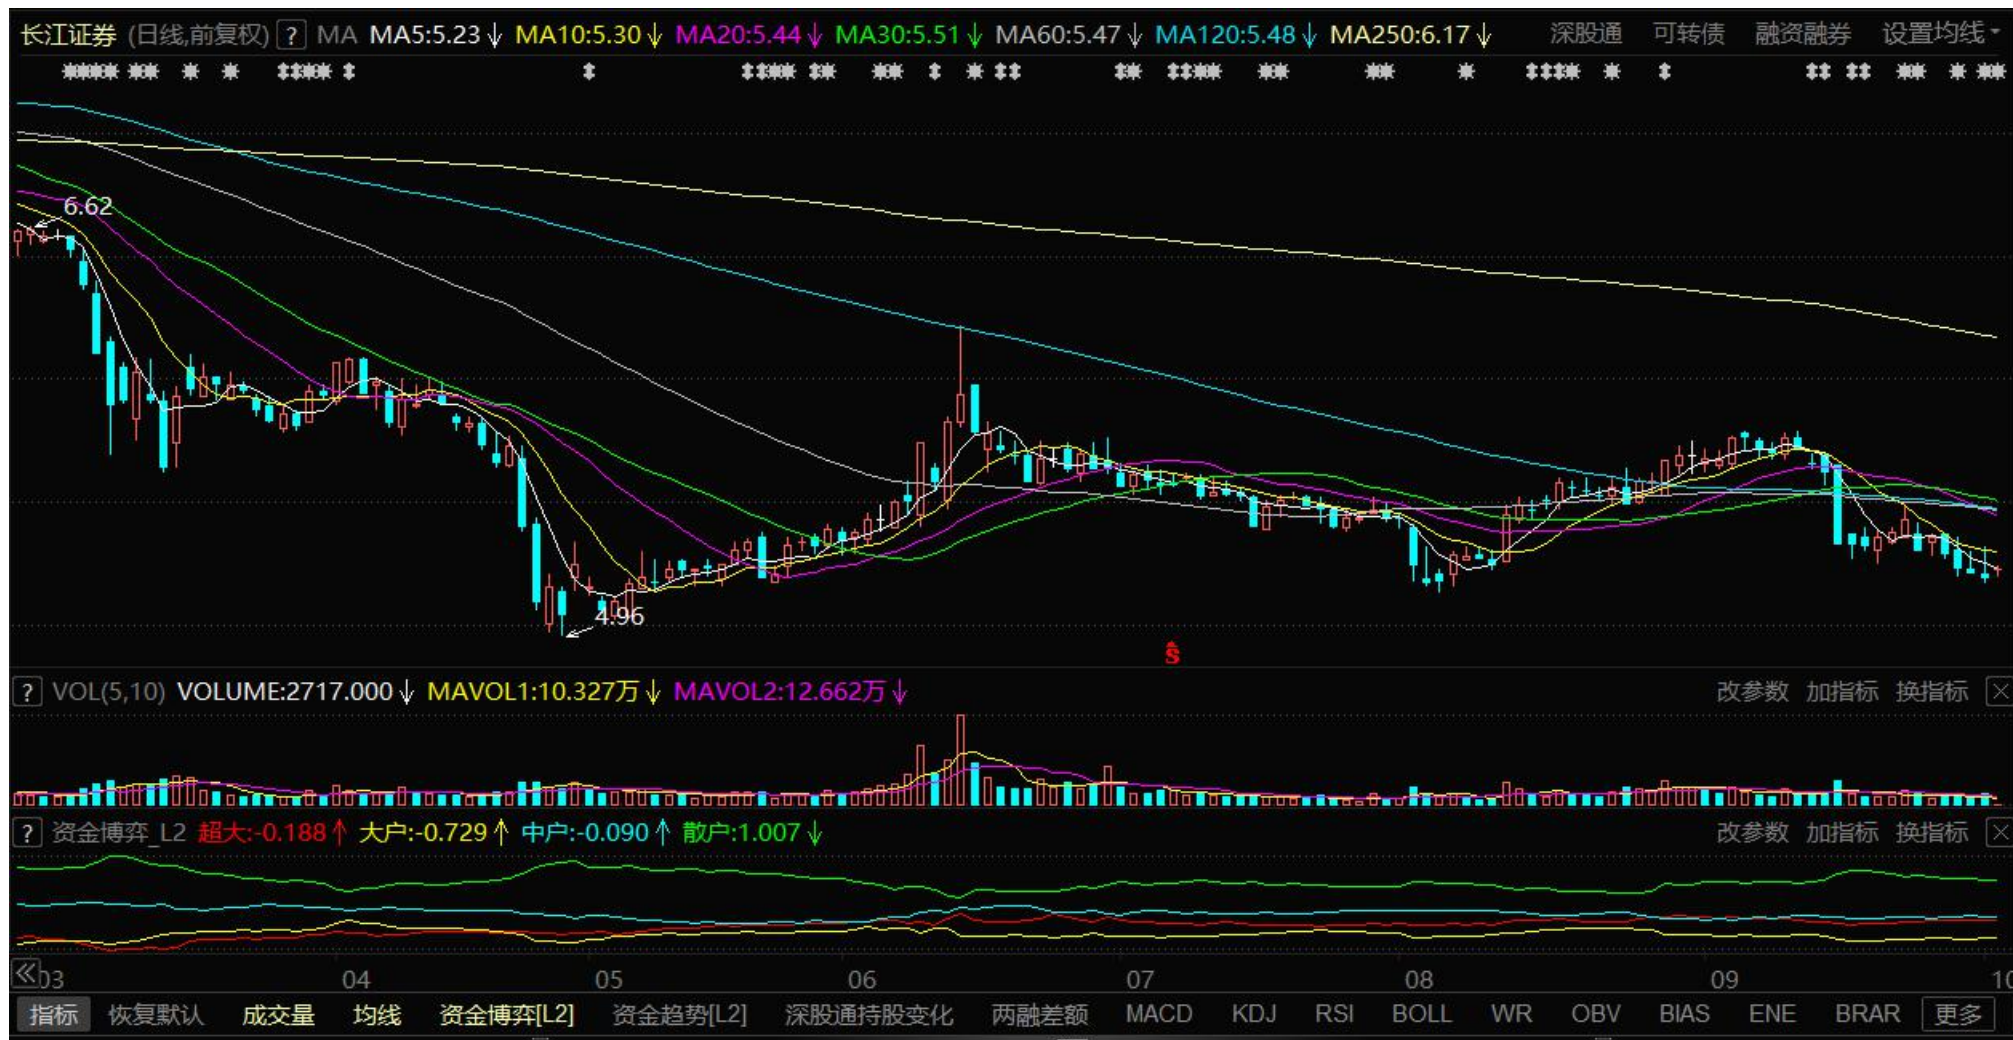 长江证券 (日线,前复权) ? MA MA5:5.23↓ MA10:5.30↓ MA20:5.44↓ MA30:5.51↓ MA60:5.47↓ MA120:5.48↓ MA250:6.17↓ 深股通 可转债 融资融券 设置均线
6.62
4.96
S
? VOL(5,10) VOLUME:2717.000↓ MAVOL1:10.327万↓ MAVOL2:12.662万↓ 改参数 加指标 换指标
? 资金博弈_L2 超大:-0.188↑ 大户:-0.729↑ 中户:-0.090↑ 散户:1.007↓ 改参数 加指标 换指标
03 04 05 06 07 08 09 10
指标 恢复默认 成交量 均线 资金博弈[L2] 资金趋势[L2] 深股通持股变化 两融差额 MACD KDJ RSI BOLL WR OBV BIAS ENE BRAR 更多